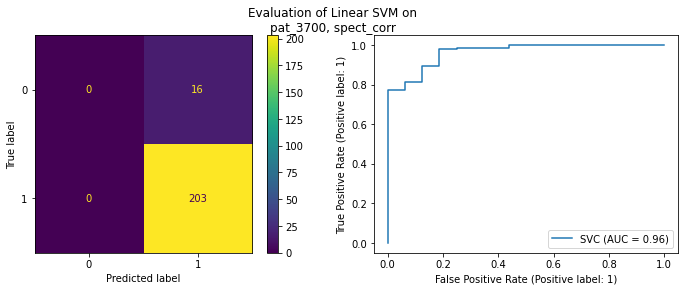 Evaluation of Linear SVM on
pat_3700, spect_corr
True label
0
1
0
16
0
203
0
1
Predicted label
200
175
150
125
100
75
50
25
0
True Positive Rate (Positive label: 1)
1.0
0.8
0.6
0.4
0.2
0.0
SVC (AUC = 0.96)
0.0 0.2 0.4 0.6 0.8 1.0
False Positive Rate (Positive label: 1)